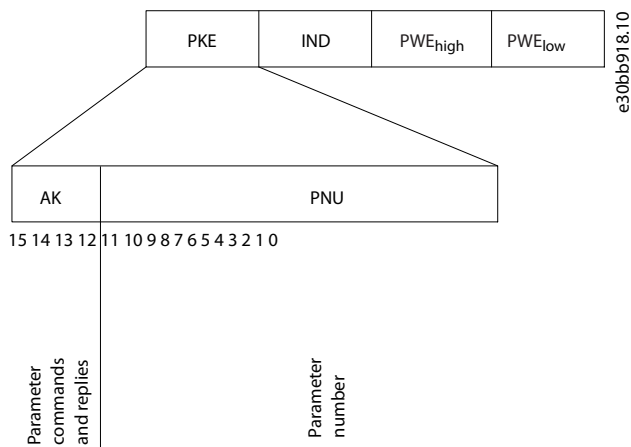 PKE IND PWEhigh PWElow
e30bb918.10
AK PNU
15 14 13 12 11 10 9 8 7 6 5 4 3 2 1 0
Parameter
commands
and replies
Parameter
number